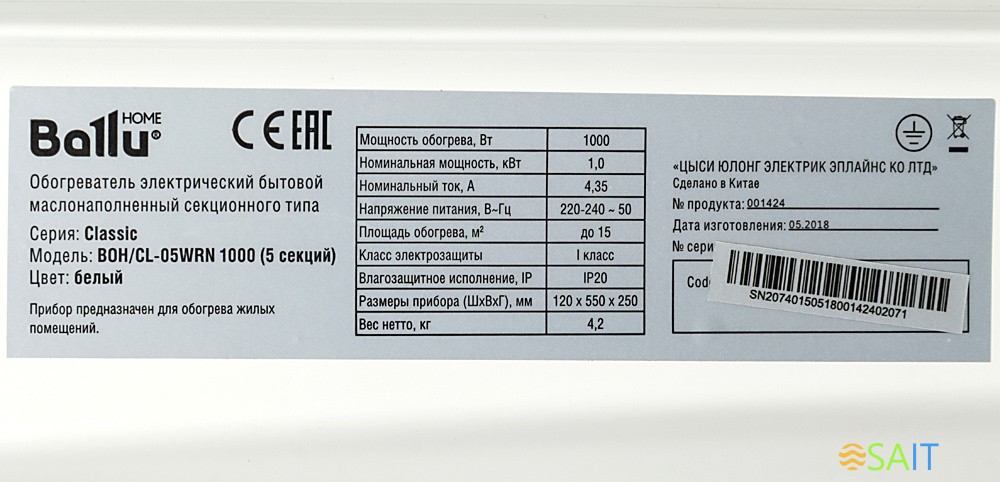 Ballu® HOME
CE EAC
Обогреватель электрический бытовой
маслонаполненный секционного типа
Серия: Classic
Модель: BOH/CL-05WRN 1000 (5 секций)
Цвет: белый
Прибор предназначен для обогрева жилых
помещений.
Мощность обогрева, Вт 1000
Номинальная мощность, кВт 1,0
Номинальный ток, А 4,35
Напряжение питания, В~Гц 220-240 ~ 50
Площадь обогрева, м² до 15
Класс электрозащиты I класс
Влагозащитное исполнение, IP IP20
Размеры прибора (ШхВхГ), мм 120 x 550 x 250
Вес нетто, кг 4,2
«ЦЫСИ ЮЛОНГ ЭЛЕКТРИК ЭПЛАЙНС КО ЛТД»
Сделано в Китае
№ продукта: 001424
Дата изготовления: 05.2018
№ сери
Code
SN2074015051800142402071
SAIT